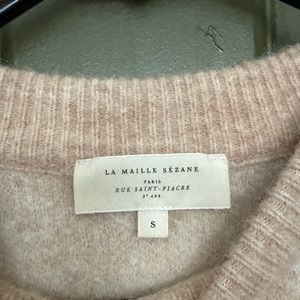 LA MAILLE SÉZANE
PARIS
RUE SAINT-FIACRE
2e ARR.
S